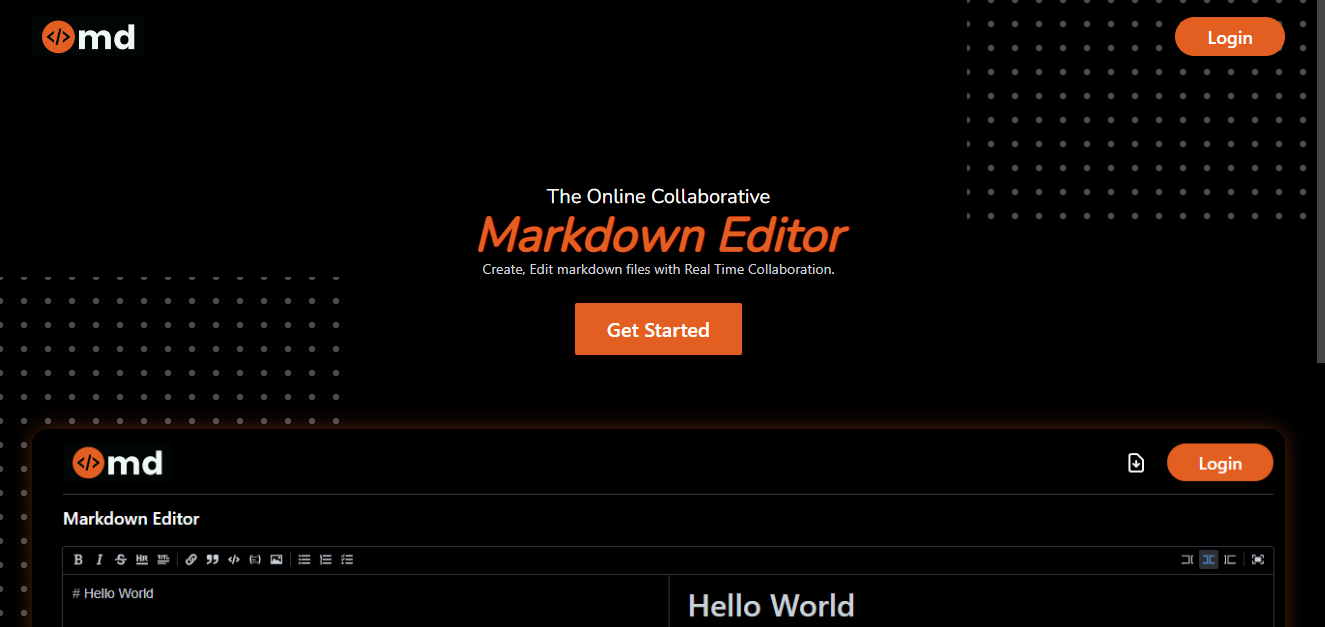 </> md
Login
The Online Collaborative
Markdown Editor
Create, Edit markdown files with Real Time Collaboration.
Get Started
</> md
Login
Markdown Editor
B I S HR
# Hello World
Hello World